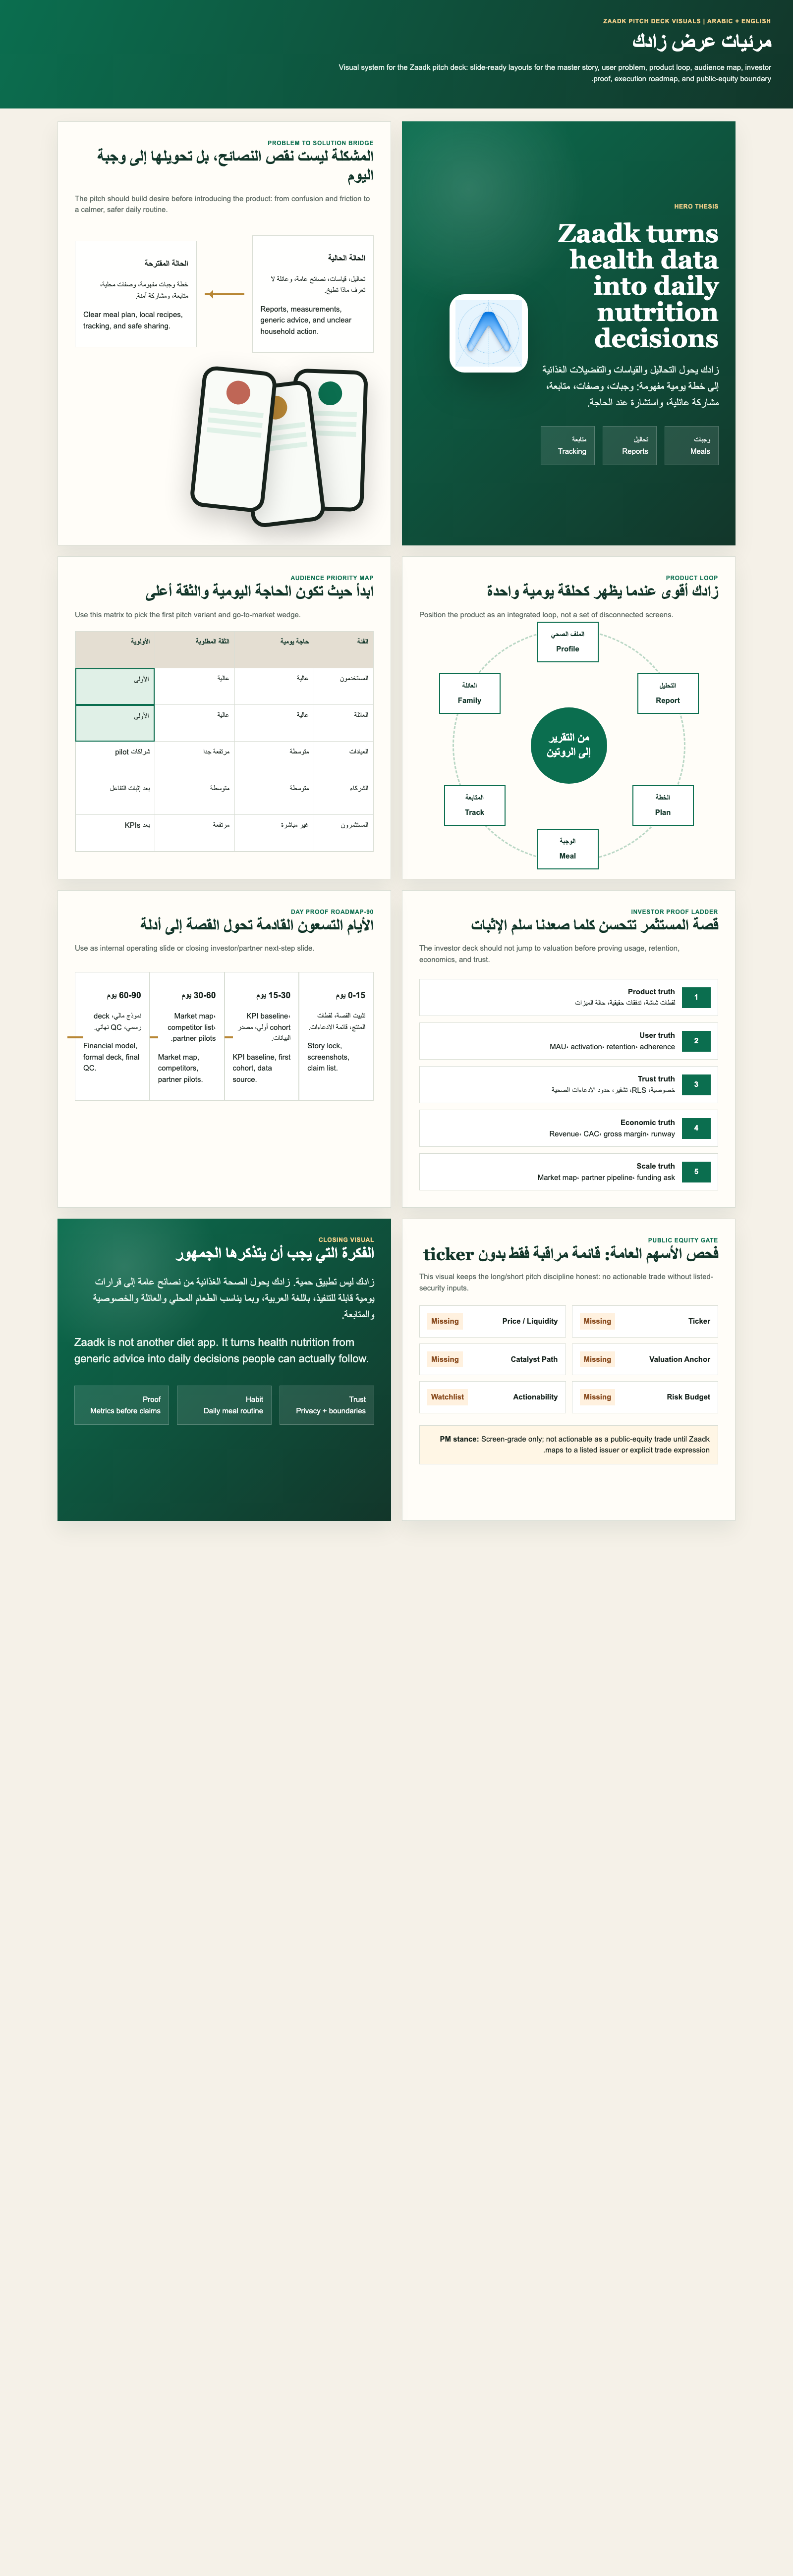 ZAADK PITCH DECK VISUALS | ARABIC + ENGLISH
مرئيات عرض زادك
Visual system for the Zaadk pitch deck: slide-ready layouts for the master story, user problem, product loop, audience map, investor
.proof, execution roadmap, and public-equity boundary
HERO THESIS
Zaadk turns
health data
into daily
nutrition
decisions
زادك يحول التحاليل والقياسات والتفضيلات الغذائية
إلى خطة يومية مفهومة: وجبات، وصفات، متابعة،
مشاركة عائلية، واستشارة عند الحاجة.
وجبات
Meals
تحاليل
Reports
متابعة
Tracking
PROBLEM TO SOLUTION BRIDGE
المشكلة ليست نقص النصائح، بل تحويلها إلى وجبة
اليوم
The pitch should build desire before introducing the product: from confusion and friction to
a calmer, safer daily routine.
الحالة الحالية
تحاليل، قياسات، نصائح عامة، وعائلة لا
تعرف ماذا تطبخ.
Reports, measurements,
generic advice, and unclear
household action.
الحالة المقترحة
خطة وجبات مفهومة، وصفات محلية،
متابعة، ومشاركة آمنة.
Clear meal plan, local recipes,
tracking, and safe sharing.
PRODUCT LOOP
زادك أقوى عندما يظهر كحلقة يومية واحدة
Position the product as an integrated loop, not a set of disconnected screens.
الملف الصحي
Profile
التحليل
Report
الخطة
Plan
الوجبة
Meal
المتابعة
Track
العائلة
Family
من التقرير
إلى الروتين
AUDIENCE PRIORITY MAP
ابدأ حيث تكون الحاجة اليومية والثقة أعلى
Use this matrix to pick the first pitch variant and go-to-market wedge.
الفئة حاجة يومية الثقة المطلوبة الأولوية
المستخدمون عالية عالية الأولى
العائلة عالية عالية الأولى
العيادات متوسطة مرتفعة جدا شراكات pilot
الشركاء متوسطة متوسطة بعد إثبات التفاعل
المستثمرون غير مباشرة مرتفعة بعد KPIs
INVESTOR PROOF LADDER
قصة المستثمر تتحسن كلما صعدنا سلم الإثبات
The investor deck should not jump to valuation before proving usage, retention,
economics, and trust.
1
Product truth
لقطات شاشة، تدفقات حقيقية، حالة الميزات
2
User truth
MAU، activation، retention، adherence
3
Trust truth
خصوصية، RLS، تشفير، حدود الادعاءات الصحية
4
Economic truth
Revenue، CAC، gross margin، runway
5
Scale truth
Market map، partner pipeline، funding ask
DAY PROOF ROADMAP-90
الأيام التسعون القادمة تحول القصة إلى أدلة
Use as internal operating slide or closing investor/partner next-step slide.
0-15 يوم
تثبيت القصة، لقطات
المنتج، قائمة الادعاءات.
Story lock,
screenshots,
claim list.
15-30 يوم
KPI baseline،
cohort أولي، مصدر
البيانات.
KPI baseline, first
cohort, data
source.
30-60 يوم
Market map،
competitor list،
.partner pilots
Market map,
competitors,
partner pilots.
60-90 يوم
نموذج مالي، deck
رسمي، QC نهائي.
Financial model,
formal deck, final
QC.
PUBLIC EQUITY GATE
فحص الأسهم العامة: قائمة مراقبة فقط بدون ticker
This visual keeps the long/short pitch discipline honest: no actionable trade without listed-
security inputs.
Ticker Missing
Price / Liquidity Missing
Valuation Anchor Missing
Catalyst Path Missing
Risk Budget Missing
Actionability Watchlist
PM stance: Screen-grade only; not actionable as a public-equity trade until Zaadk
.maps to a listed issuer or explicit trade expression
CLOSING VISUAL
الفكرة التي يجب أن يتذكرها الجمهور
زادك ليس تطبيق حمية. زادك يحول الصحة الغذائية من نصائح عامة إلى قرارات
يومية قابلة للتنفيذ، باللغة العربية، وبما يناسب الطعام المحلي والعائلة والخصوصية
والمتابعة.
Zaadk is not another diet app. It turns health nutrition from
generic advice into daily decisions people can actually follow.
Trust
Privacy + boundaries
Habit
Daily meal routine
Proof
Metrics before claims